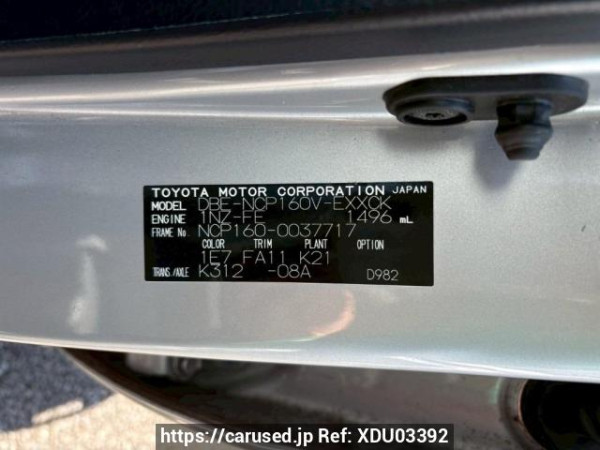 TOYOTA MOTOR CORPORATION JAPAN
MODEL DBE-NCP160V-EXXCK
ENGINE 1NZ-FE 1496 mL
FRAME No. NCP160-0037717
COLOR TRIM PLANT OPTION
1E7 FA11 K21
TRANS./AXLE K312 -08A D982
https://carused.jp Ref: XDU03392